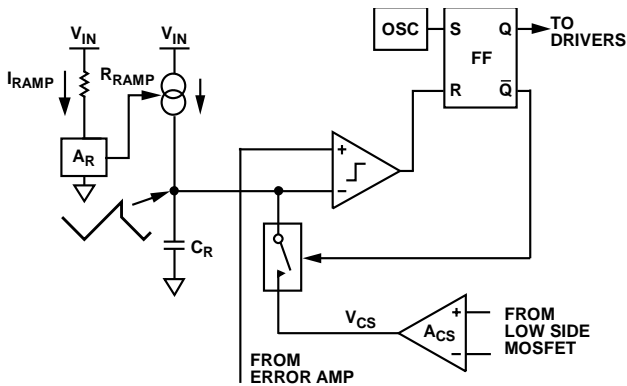 V_IN
V_IN
OSC
S
Q
TO
DRIVERS
FF
I_RAMP
R_RAMP
R
Q̅
A_R
+
−
C_R
V_CS
+
A_CS
−
FROM
LOW SIDE
MOSFET
FROM
ERROR AMP